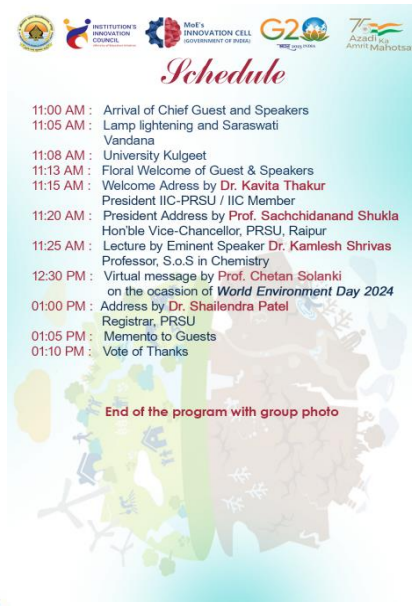 INSTITUTION'S
INNOVATION
COUNCIL
MoE's
INNOVATION CELL
(GOVERNMENT OF INDIA)
G20
Azadi Ka
Amrit Mahotsa
Schedule
11:00 AM : Arrival of Chief Guest and Speakers
11:05 AM : Lamp lightening and Saraswati
Vandana
11:08 AM : University Kulgeet
11:13 AM : Floral Welcome of Guest & Speakers
11:15 AM : Welcome Adress by Dr. Kavita Thakur
President IIC-PRSU / IIC Member
11:20 AM : President Address by Prof. Sachchidanand Shukla
Hon'ble Vice-Chancellor, PRSU, Raipur
11:25 AM : Lecture by Eminent Speaker Dr. Kamlesh Shrivas
Professor, S.o.S in Chemistry
12:30 PM : Virtual message by Prof. Chetan Solanki
on the ocassion of World Environment Day 2024
01:00 PM : Address by Dr. Shailendra Patel
Registrar, PRSU
01:05 PM : Memento to Guests
01:10 PM : Vote of Thanks
End of the program with group photo